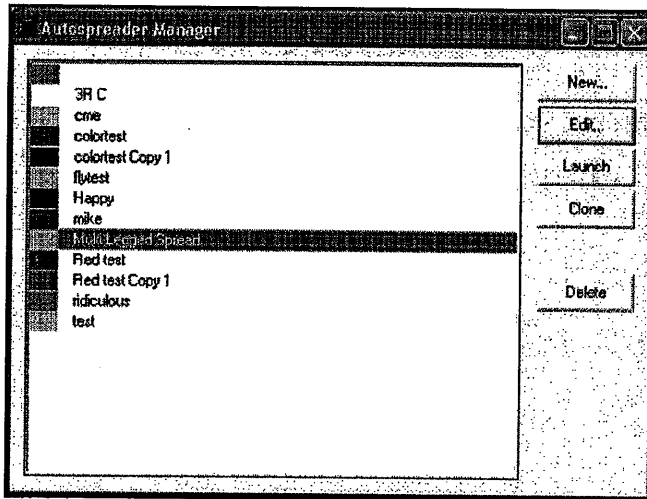 Autospreader Manager
3R C
cme
colortest
colortest Copy 1
flytest
Happy
mike
Multi Legged Spread
Red test
Red test Copy 1
ridiculous
test
New...
Edit...
Launch
Clone
Delete